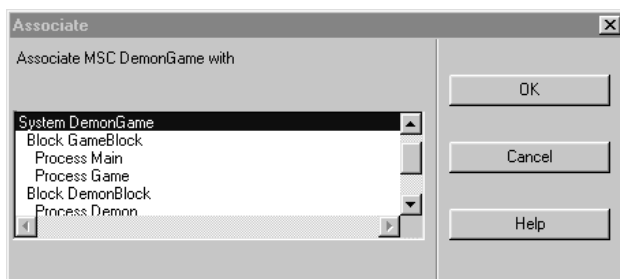 Associate
Associate MSC DemonGame with
System DemonGame
Block GameBlock
Process Main
Process Game
Block DemonBlock
Process Demon
OK
Cancel
Help